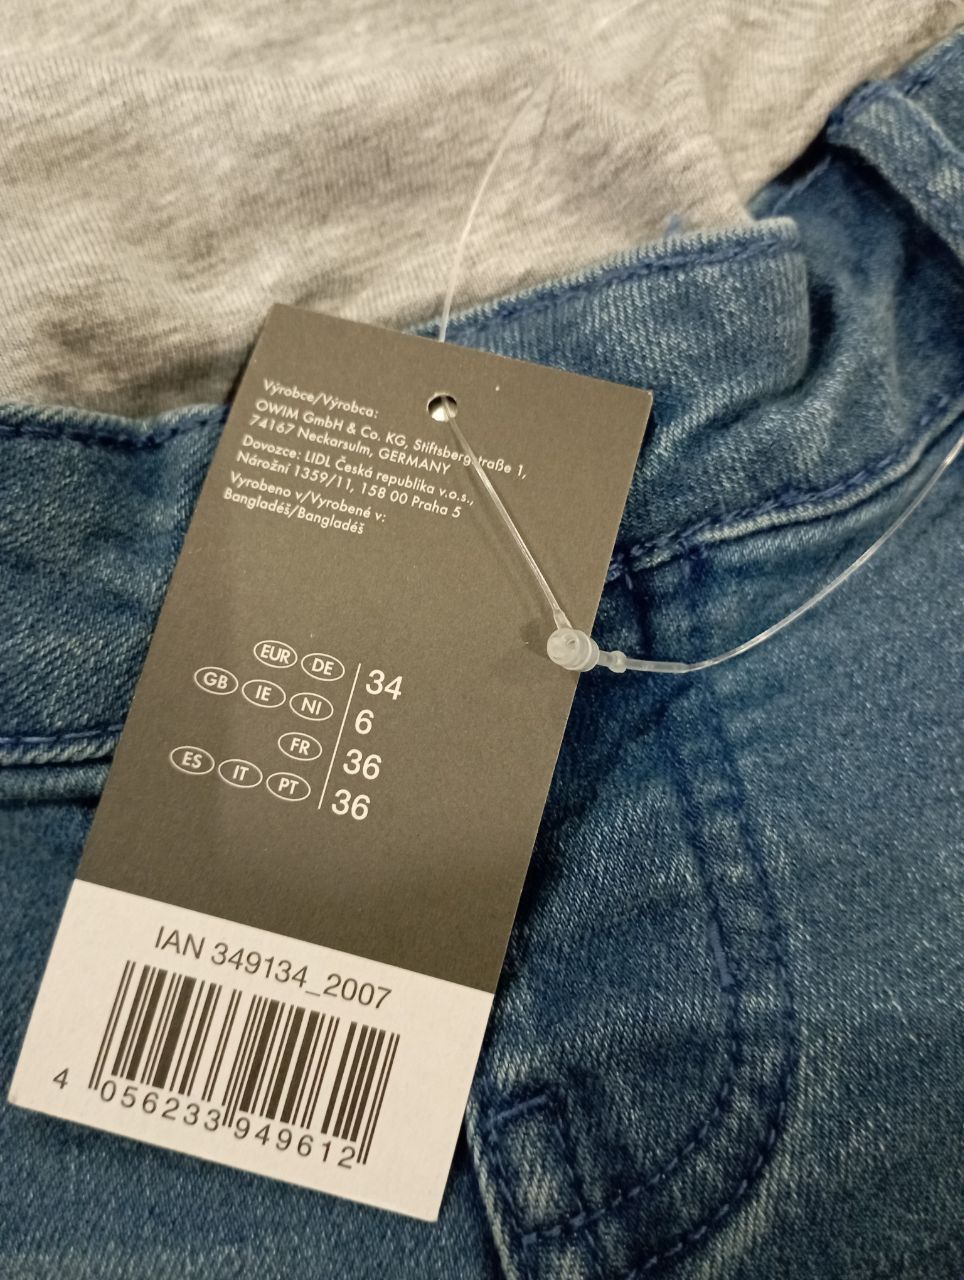 Výrobce/Výrobca:
OWIM GmbH & Co. KG, Stiftsbergstraße 1,
74167 Neckarsulm, GERMANY
Dovozce: LIDL Česká republika v.o.s.,
Nárožní 1359/11, 158 00 Praha 5
Vyrobeno v/Vyrobené v:
Bangladéš/Bangladéš
EUR DE 34
GB IE NI 6
FR 36
ES IT PT 36
IAN 349134_2007
4 056233 949612